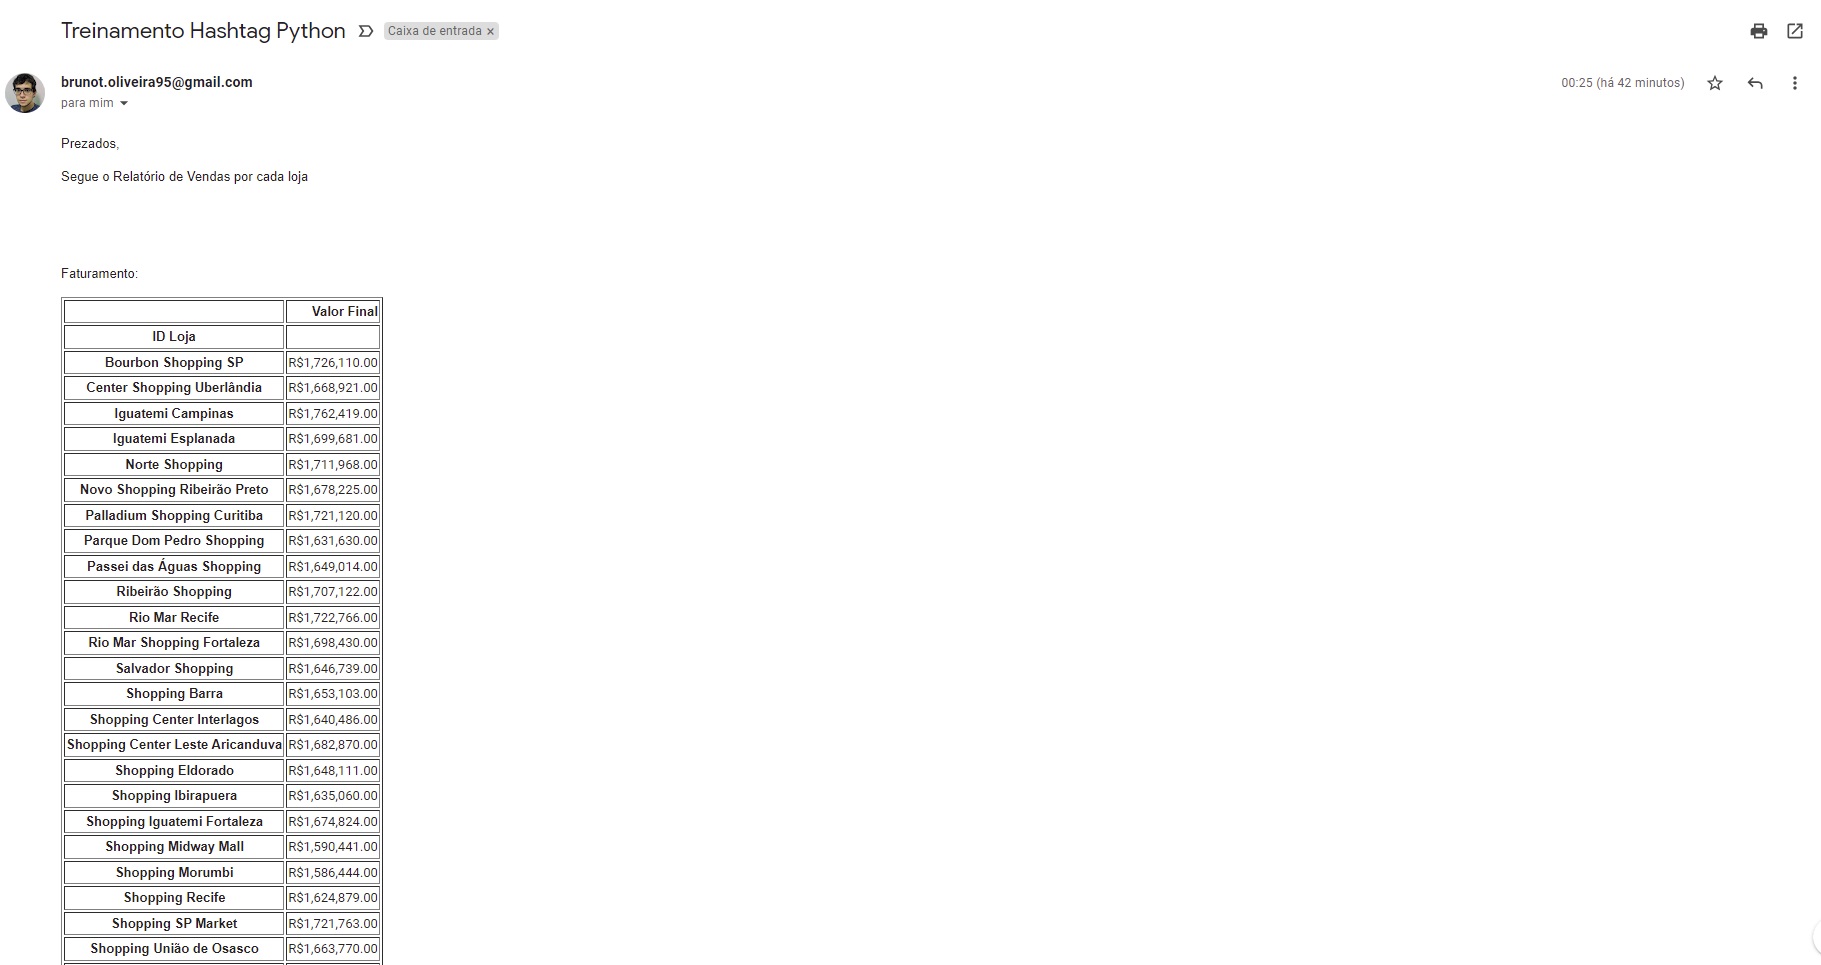 Treinamento Hashtag Python Caixa de entrada ×
brunot.oliveira95@gmail.com 00:25 (há 42 minutos)
para mim
Prezados,
Segue o Relatório de Vendas por cada loja
Faturamento:
Valor Final
ID Loja
Bourbon Shopping SP R$1,726,110.00
Center Shopping Uberlândia R$1,668,921.00
Iguatemi Campinas R$1,762,419.00
Iguatemi Esplanada R$1,699,681.00
Norte Shopping R$1,711,968.00
Novo Shopping Ribeirão Preto R$1,678,225.00
Palladium Shopping Curitiba R$1,721,120.00
Parque Dom Pedro Shopping R$1,631,630.00
Passei das Águas Shopping R$1,649,014.00
Ribeirão Shopping R$1,707,122.00
Rio Mar Recife R$1,722,766.00
Rio Mar Shopping Fortaleza R$1,698,430.00
Salvador Shopping R$1,646,739.00
Shopping Barra R$1,653,103.00
Shopping Center Interlagos R$1,640,486.00
Shopping Center Leste Aricanduva R$1,682,870.00
Shopping Eldorado R$1,648,111.00
Shopping Ibirapuera R$1,635,060.00
Shopping Iguatemi Fortaleza R$1,674,824.00
Shopping Midway Mall R$1,590,441.00
Shopping Morumbi R$1,586,444.00
Shopping Recife R$1,624,879.00
Shopping SP Market R$1,721,763.00
Shopping União de Osasco R$1,663,770.00